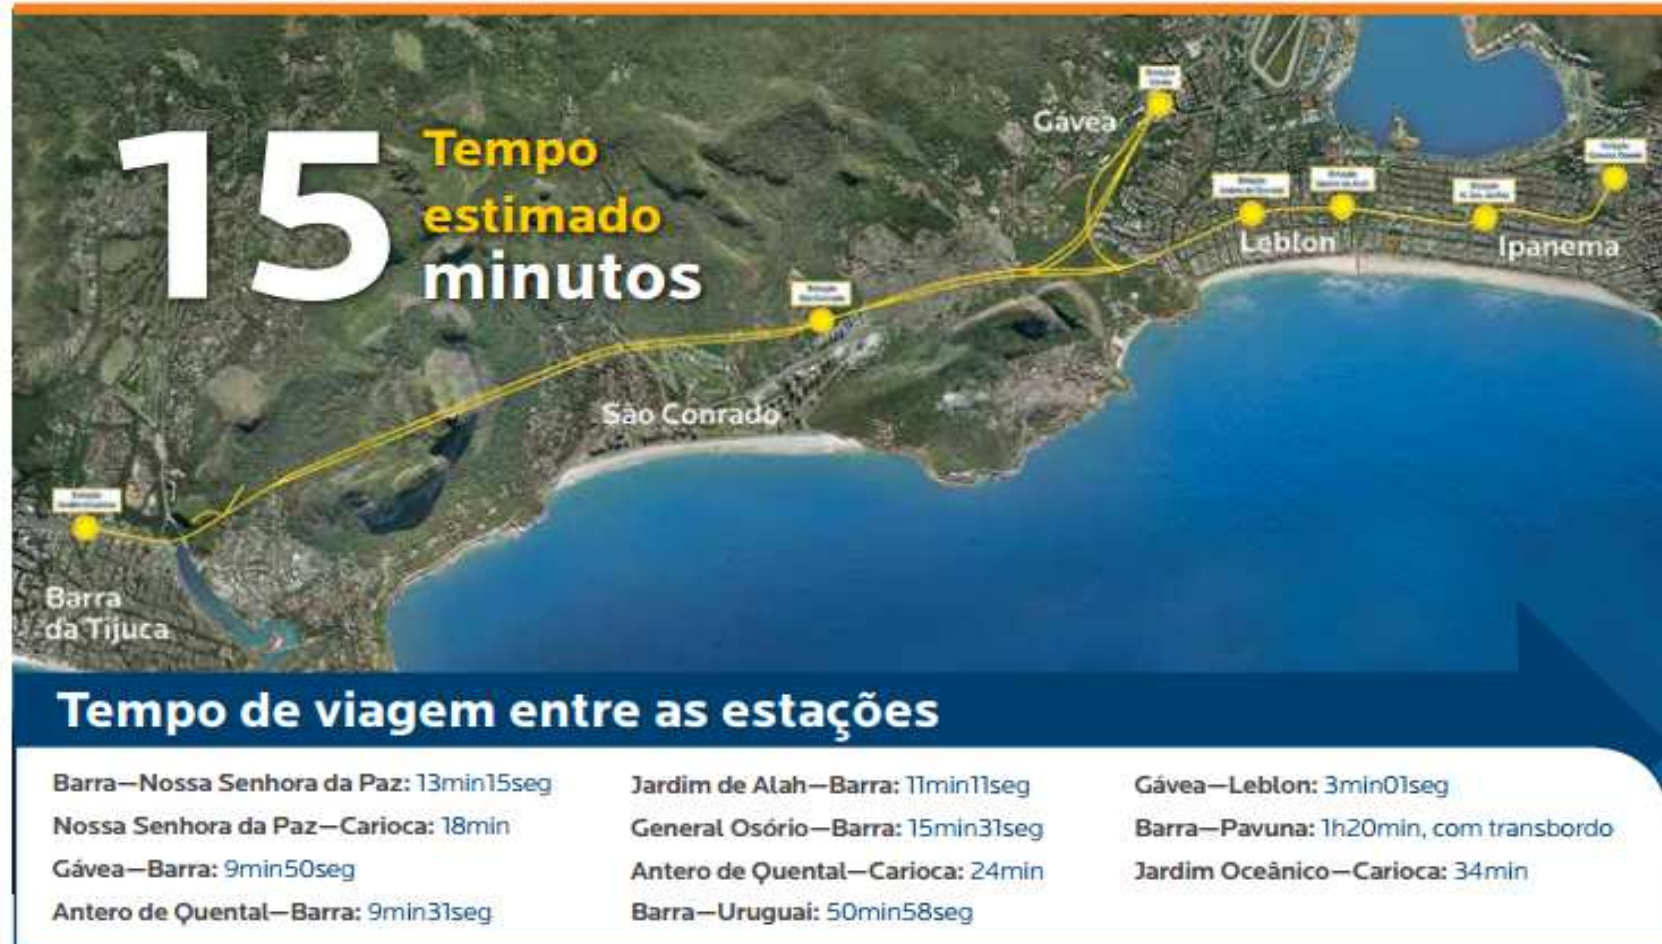 15
Tempo
estimado
minutos
Gávea
Leblon
Ipanema
São Conrado
Barra
da Tijuca
Tempo de viagem entre as estações
Barra—Nossa Senhora da Paz: 13min15seg
Nossa Senhora da Paz—Carioca: 18min
Gávea—Barra: 9min50seg
Antero de Quental—Barra: 9min31seg
Jardim de Alah—Barra: 11min11seg
General Osório—Barra: 15min31seg
Antero de Quental—Carioca: 24min
Barra—Uruguai: 50min58seg
Gávea—Leblon: 3min01seg
Barra—Pavuna: 1h20min, com transbordo
Jardim Oceânico—Carioca: 34min